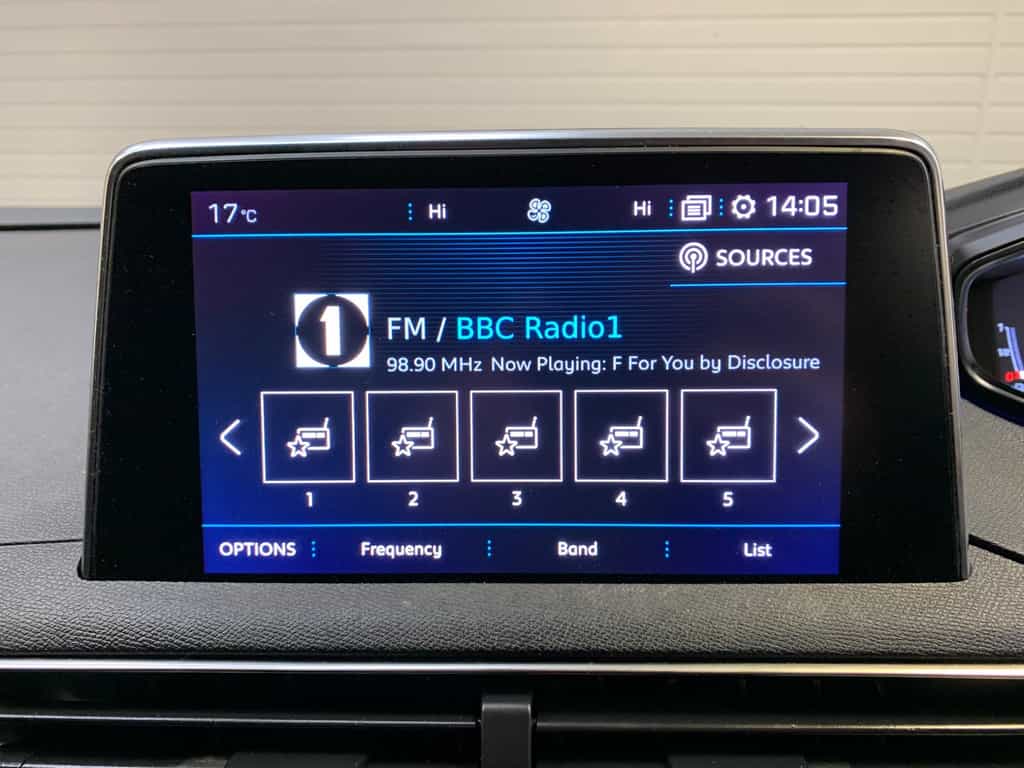 17°C Hi Hi 14:05
SOURCES
1 FM / BBC Radio1
98.90 MHz Now Playing: F For You by Disclosure
1 2 3 4 5
OPTIONS Frequency Band List